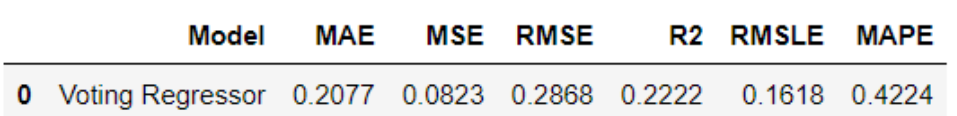 Model MAE MSE RMSE R2 RMSLE MAPE
0 Voting Regressor 0.2077 0.0823 0.2868 0.2222 0.1618 0.4224